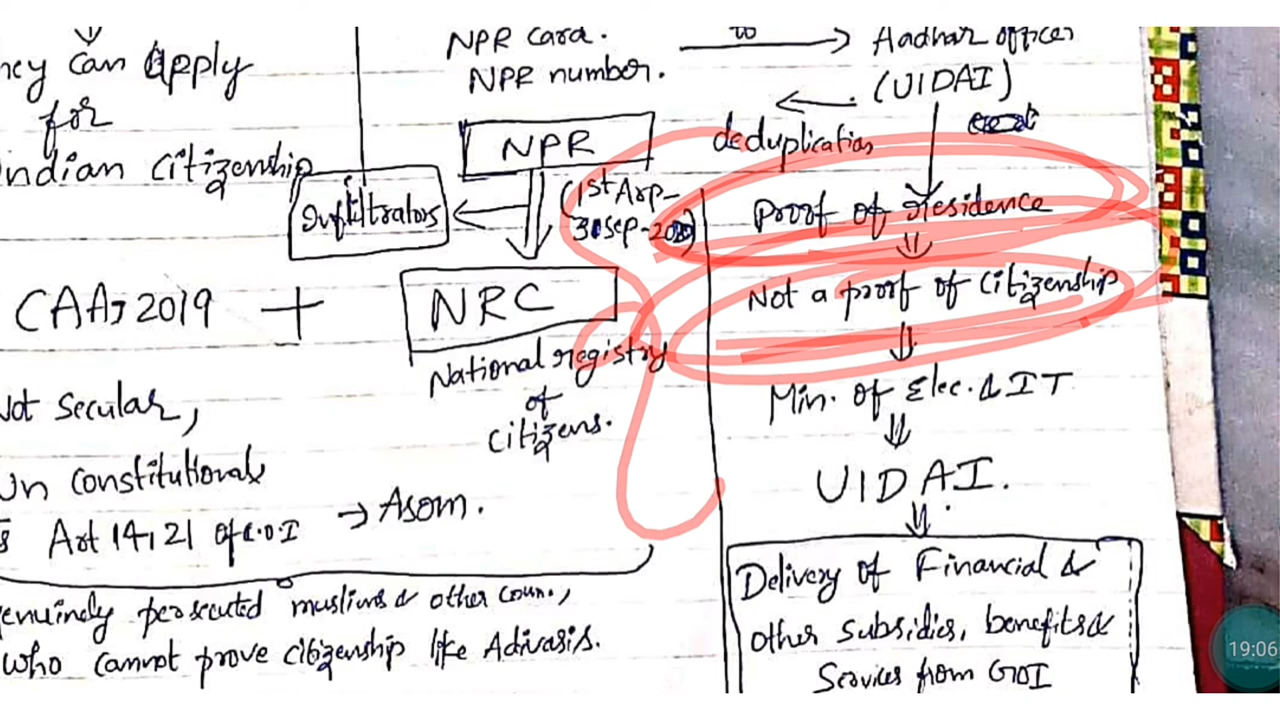 hey can apply
for
Indian citizenship
NPR card.
NPR number.
NPR
(1st Arp-
30 sep-2020)
Infiltrators
CAA, 2019 + NRC
National registry
of
citizens.
Not secular,
Un constitutional
Art 14, 21 of C.O.I → Asom.
enuinely persecuted muslims & other coun.,
who cannot prove citizenship like Adivasis.
to
Aadhar offices
(UIDAI)
deduplication
Proof of residence
Not a proof of citizenship
Min. of Elec. & IT
UIDAI.
Delivery of Financial &
other subsidies, benefits &
Services from GOI
19:06